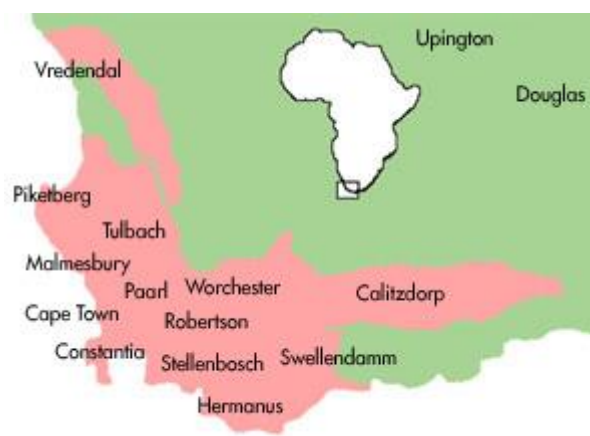 Upington
Vredendal
Douglas
Piketberg
Tulbach
Malmesbury
Paarl
Worchester
Calitzdorp
Cape Town
Robertson
Constantia
Stellenbosch
Swellendamm
Hermanus